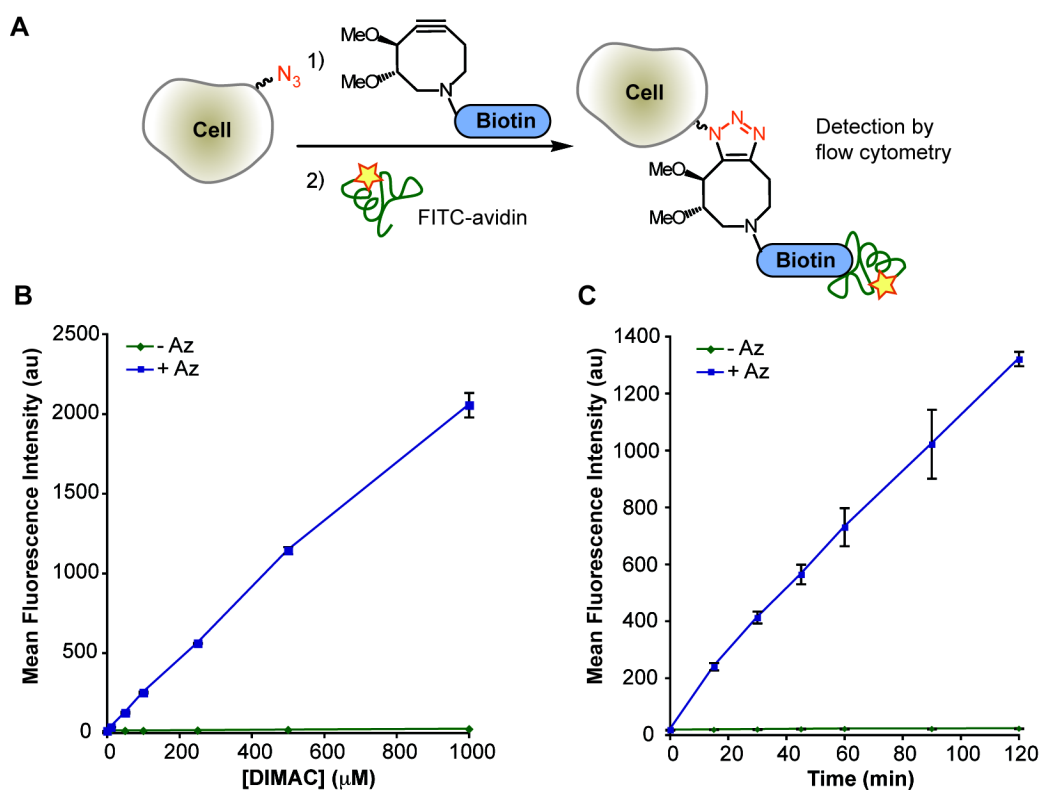 A
1)
MeO
MeO
N
N3
Cell
Biotin
2)
FITC-avidin
Cell
N
N
N
MeO
MeO
N
Biotin
Detection by
flow cytometry
B
2500
2000
1500
1000
500
0
Mean Fluorescence Intensity (au)
- Az
+ Az
0
200
400
600
800
1000
[DIMAC] (μM)
C
1400
1200
1000
800
600
400
200
0
Mean Fluorescence Intensity (au)
- Az
+ Az
0
20
40
60
80
100
120
Time (min)